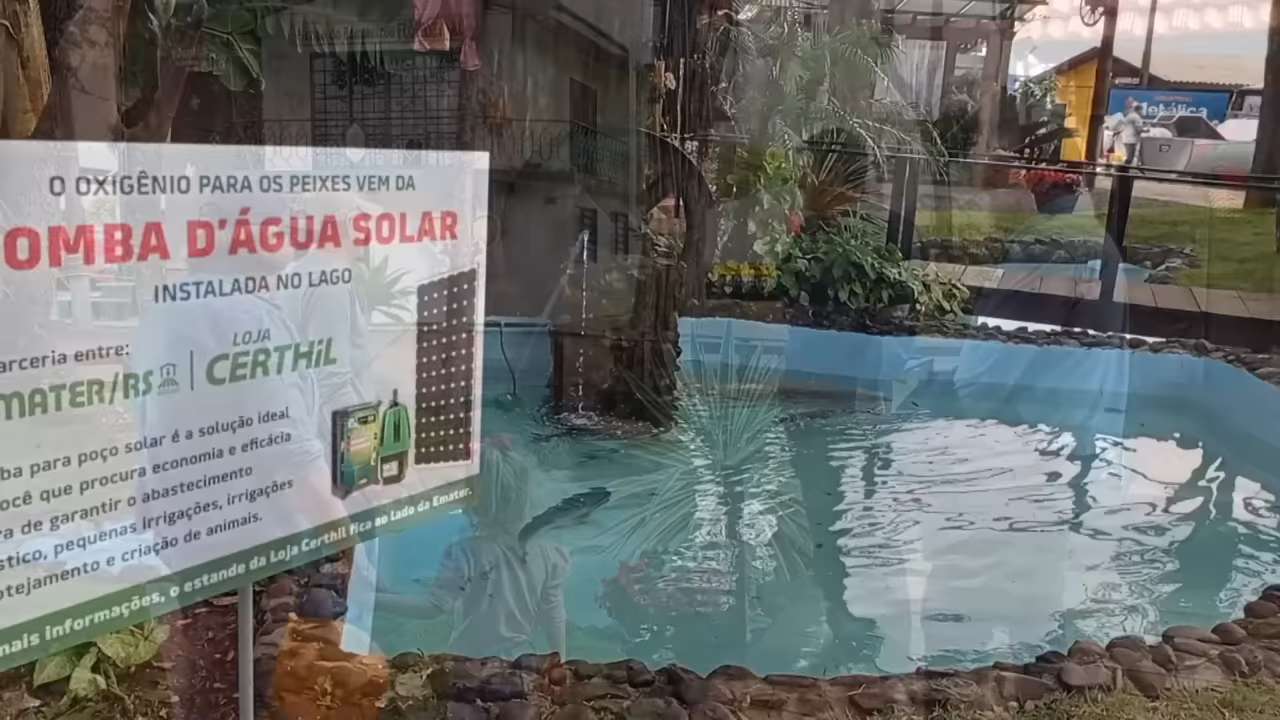 O OXIGÊNIO PARA OS PEIXES VEM DA
OMBA D'ÁGUA SOLAR
INSTALADA NO LAGO
arceria entre:
MATER/RS
LOJA
CERTHIL
ba para poço solar é a solução ideal
você que procura economia e eficácia
ra de garantir o abastecimento
stico, pequenas irrigações, irrigações
otejamento e criação de animais.
mais informações, o estande da Loja Certhil fica ao lado da Emater.
Metálica